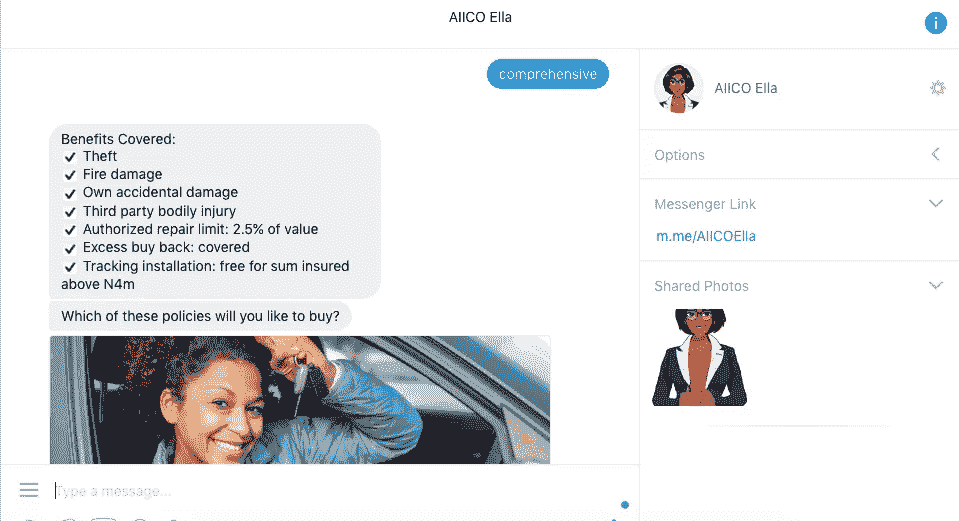 AIICO Ella
comprehensive
Benefits Covered:
✔ Theft
✔ Fire damage
✔ Own accidental damage
✔ Third party bodily injury
✔ Authorized repair limit: 2.5% of value
✔ Excess buy back: covered
✔ Tracking installation: free for sum insured
above N4m
Which of these policies will you like to buy?
Type a message...
i
AIICO Ella
Options
Messenger Link
m.me/AIICOElla
Shared Photos